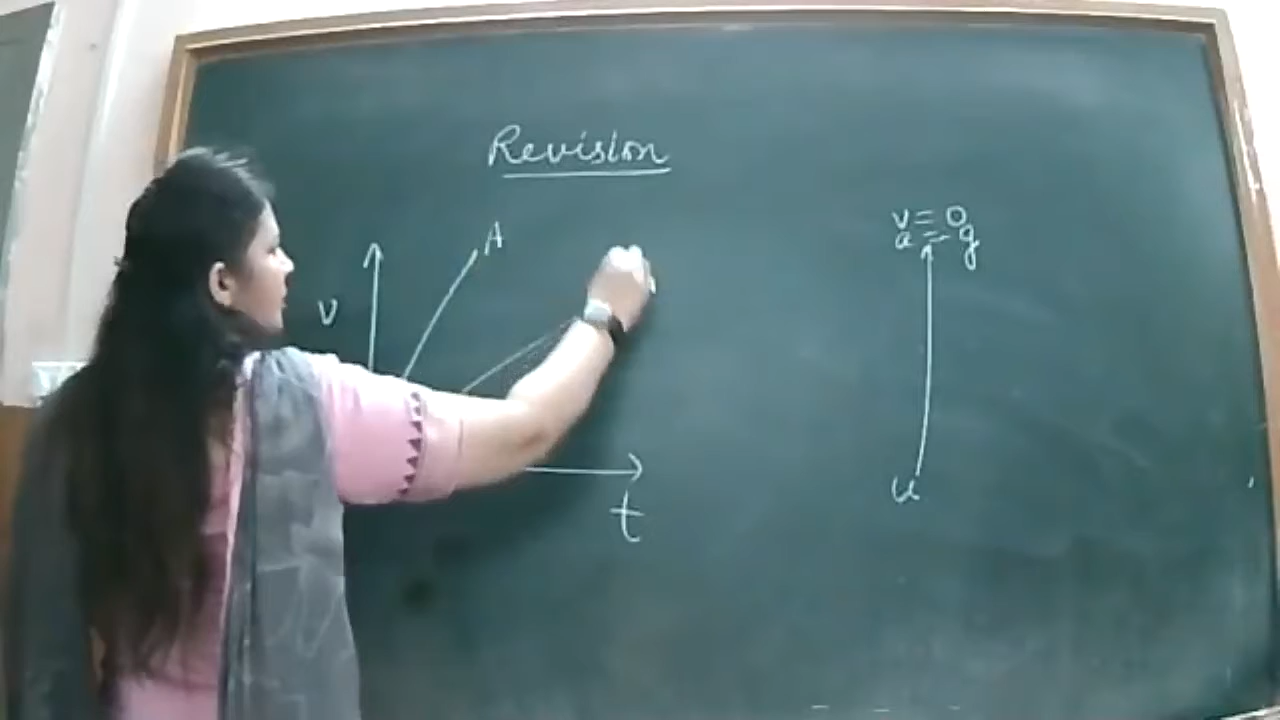 Revision
A
v
t
v = 0
a = g
u